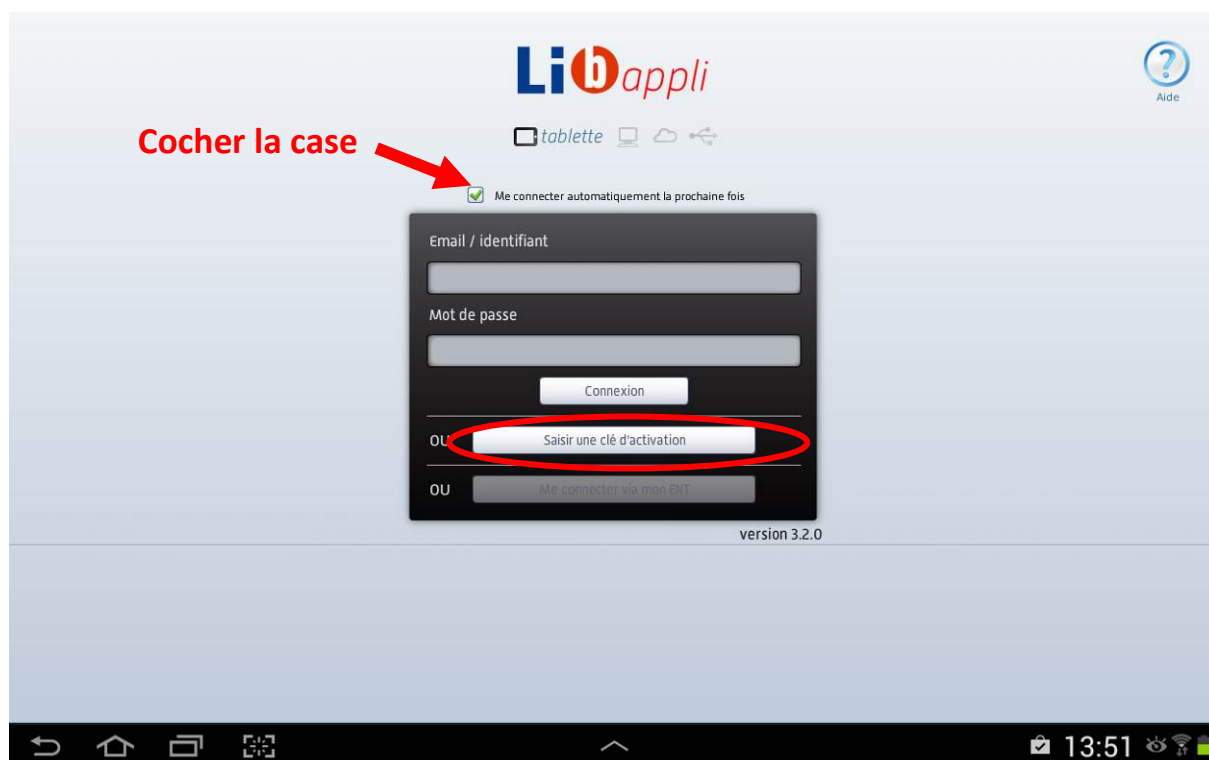 Libappli
Aide
tablette
Cocher la case
Me connecter automatiquement la prochaine fois
Email / identifiant
Mot de passe
Connexion
OU Saisir une clé d'activation
OU Me connecter via mon ENT
version 3.2.0
13:51